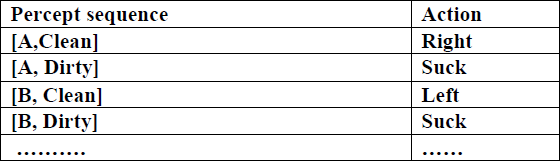 Percept sequence Action
[A,Clean] Right
[A, Dirty] Suck
[B, Clean] Left
[B, Dirty] Suck
………. ……